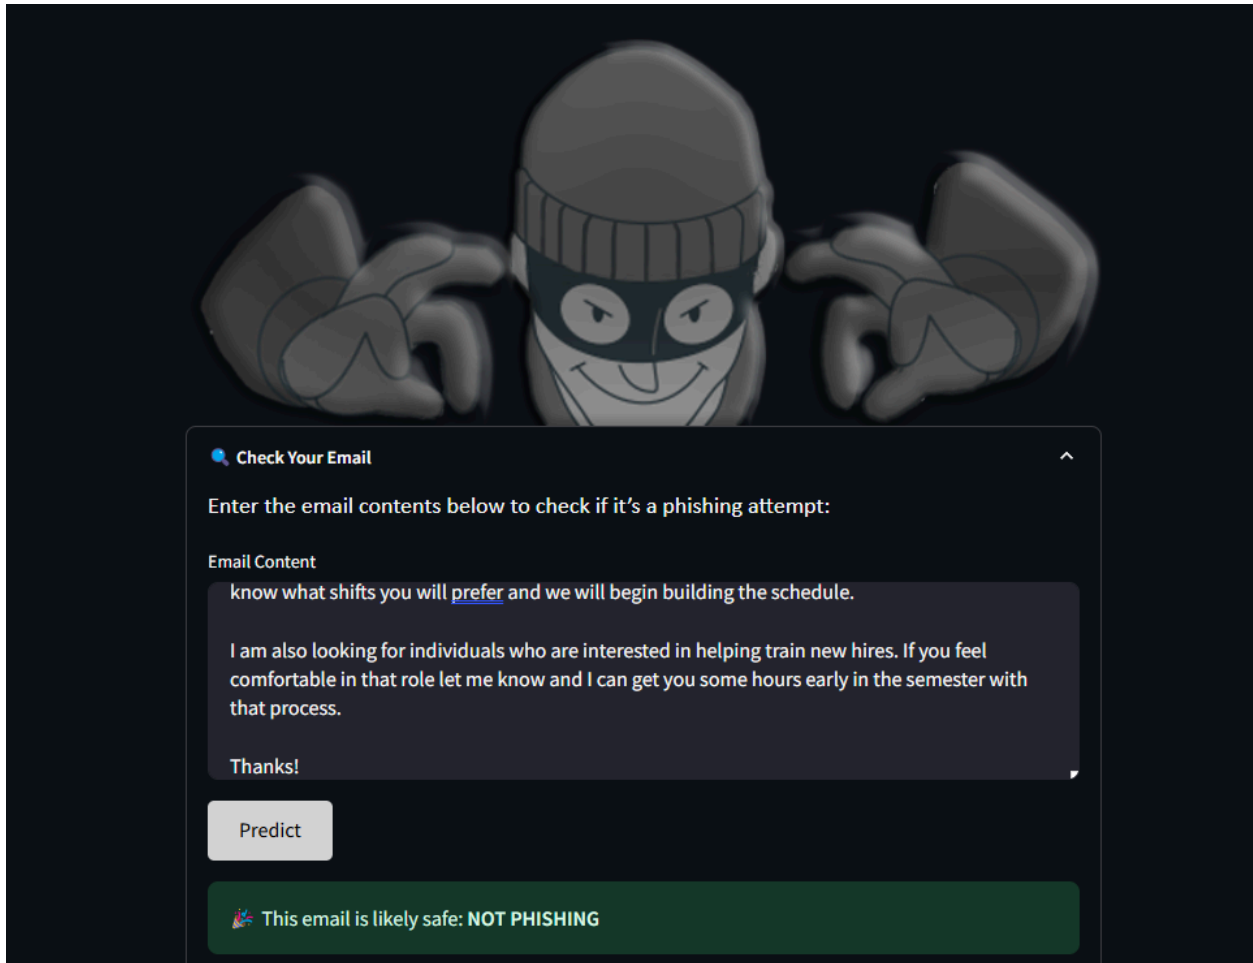 🔍 Check Your Email
Enter the email contents below to check if it’s a phishing attempt:
Email Content
know what shifts you will prefer and we will begin building the schedule.
I am also looking for individuals who are interested in helping train new hires. If you feel
comfortable in that role let me know and I can get you some hours early in the semester with
that process.
Thanks!
Predict
🎉 This email is likely safe: NOT PHISHING